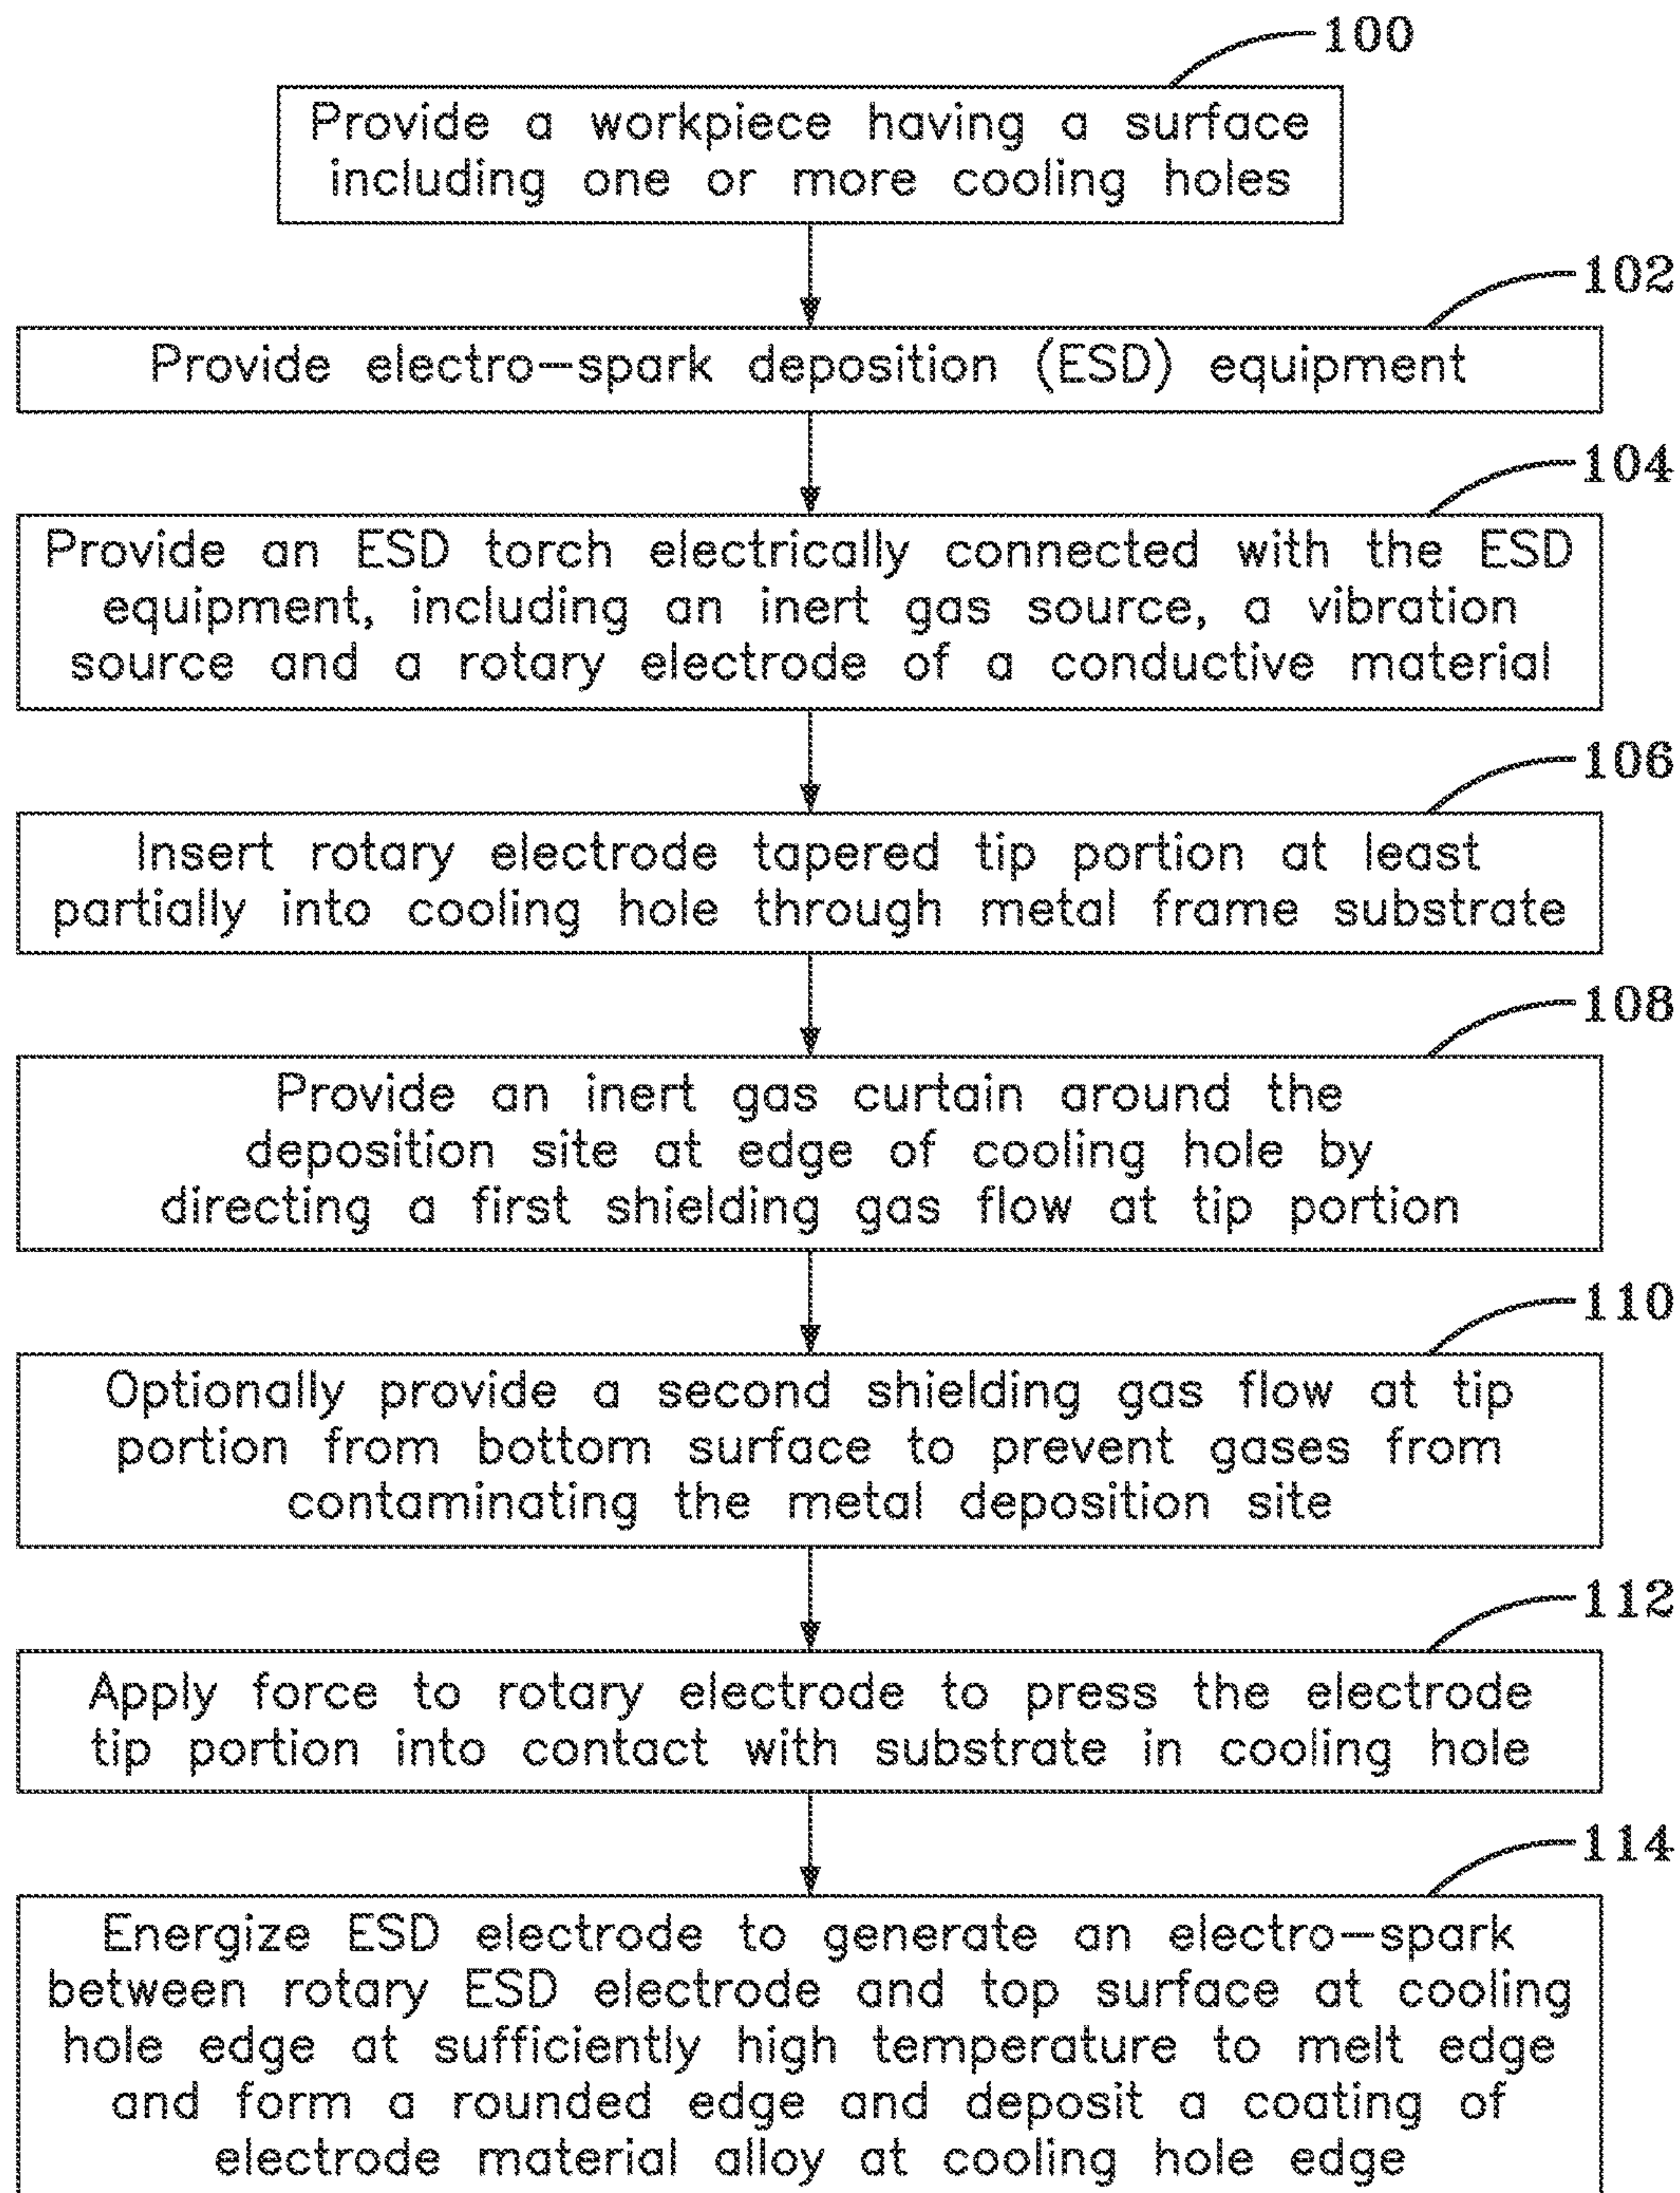 100
Provide a workpiece having a surface
including one or more cooling holes
102
Provide electro-spark deposition (ESD) equipment
104
Provide an ESD torch electrically connected with the ESD
equipment, including an inert gas source, a vibration
source and a rotary electrode of a conductive material
106
Insert rotary electrode tapered tip portion at least
partially into cooling hole through metal frame substrate
108
Provide an inert gas curtain around the
deposition site at edge of cooling hole by
directing a first shielding gas flow at tip portion
110
Optionally provide a second shielding gas flow at tip
portion from bottom surface to prevent gases from
contaminating the metal deposition site
112
Apply force to rotary electrode to press the electrode
tip portion into contact with substrate in cooling hole
114
Energize ESD electrode to generate an electro-spark
between rotary ESD electrode and top surface at cooling
hole edge at sufficiently high temperature to melt edge
and form a rounded edge and deposit a coating of
electrode material alloy at cooling hole edge